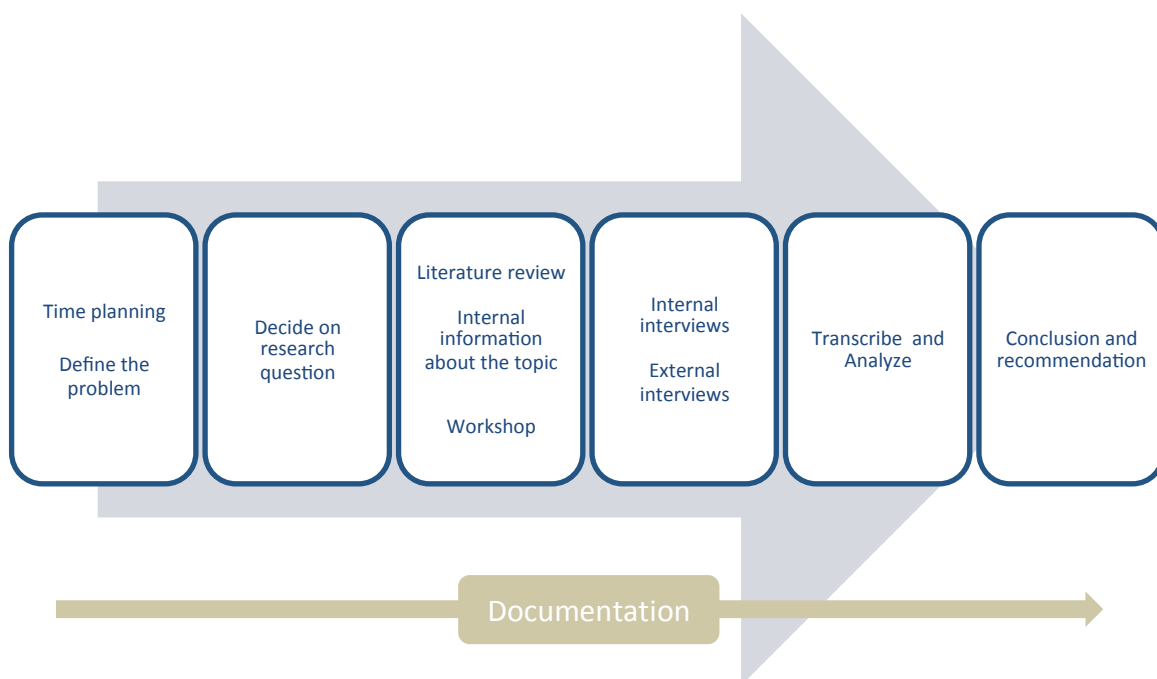 Time planning
Define the
problem
Decide on
research
question
Literature review
Internal
information
about the topic
Workshop
Internal
interviews
External
interviews
Transcribe and
Analyze
Conclusion and
recommendation
Documentation